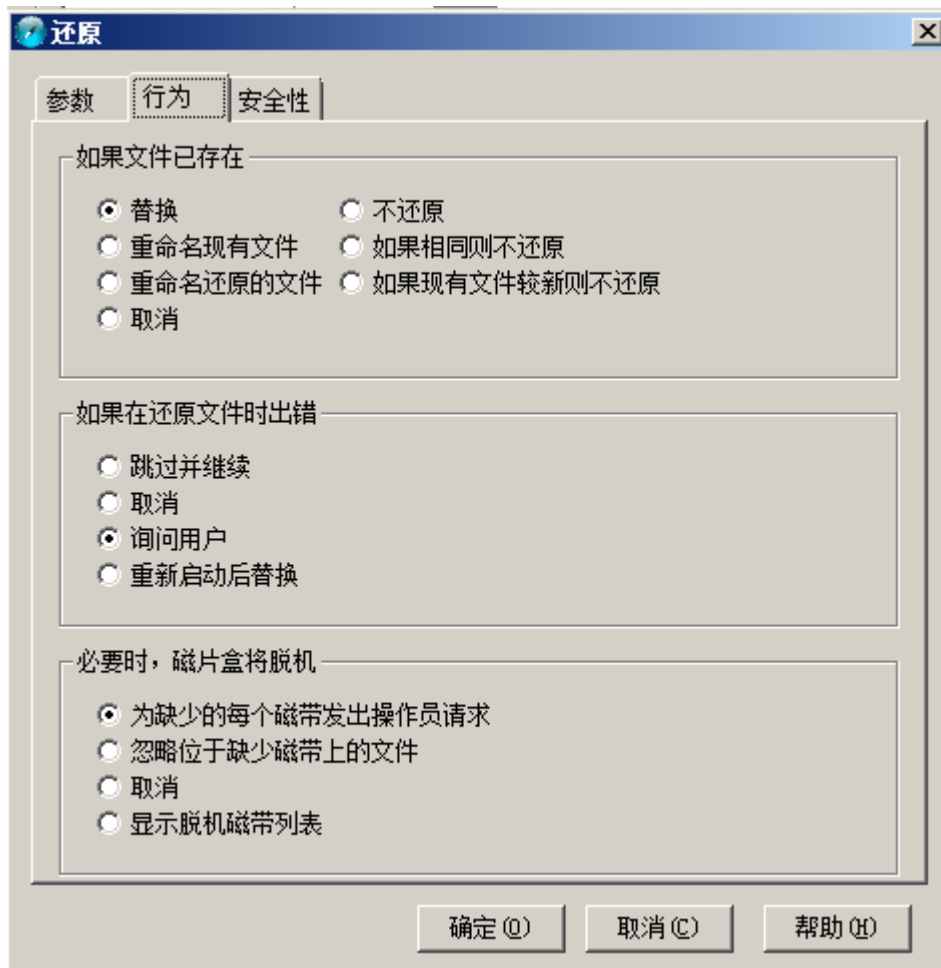 还原
参数 行为 安全性
如果文件已存在
替换 不还原
重命名现有文件 如果相同则不还原
重命名还原的文件 如果现有文件较新则不还原
取消
如果在还原文件时出错
跳过并继续
取消
询问用户
重新启动后替换
必要时，磁片盒将脱机
为缺少的每个磁带发出操作员请求
忽略位于缺少磁带上的文件
取消
显示脱机磁带列表
确定(O) 取消(C) 帮助(H)